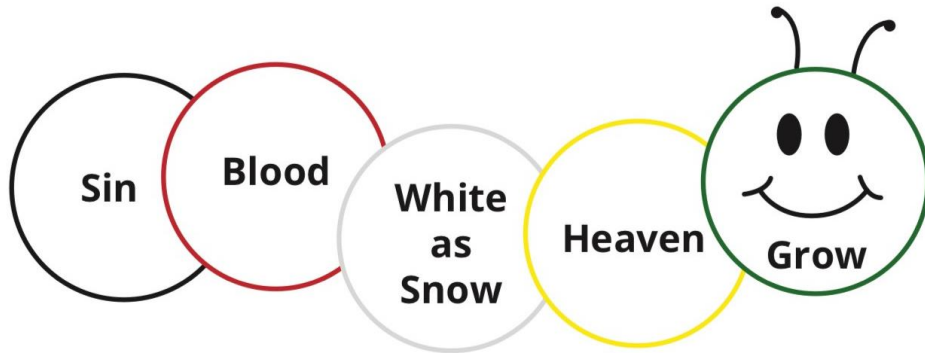 Sin
Blood
White
as
Snow
Heaven
Grow